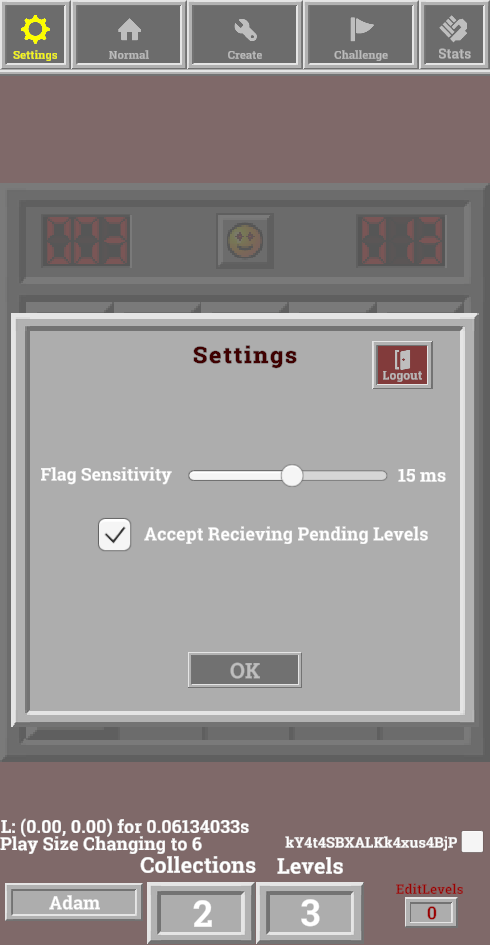 Settings Normal Create Challenge Stats
003 013
Settings
Logout
Flag Sensitivity 15 ms
Accept Recieving Pending Levels
OK
L: (0.00, 0.00) for 0.06134033s
Play Size Changing to 6
kY4t4SBXALKk4xus4BjP
Collections Levels
EditLevels
Adam 2 3 0